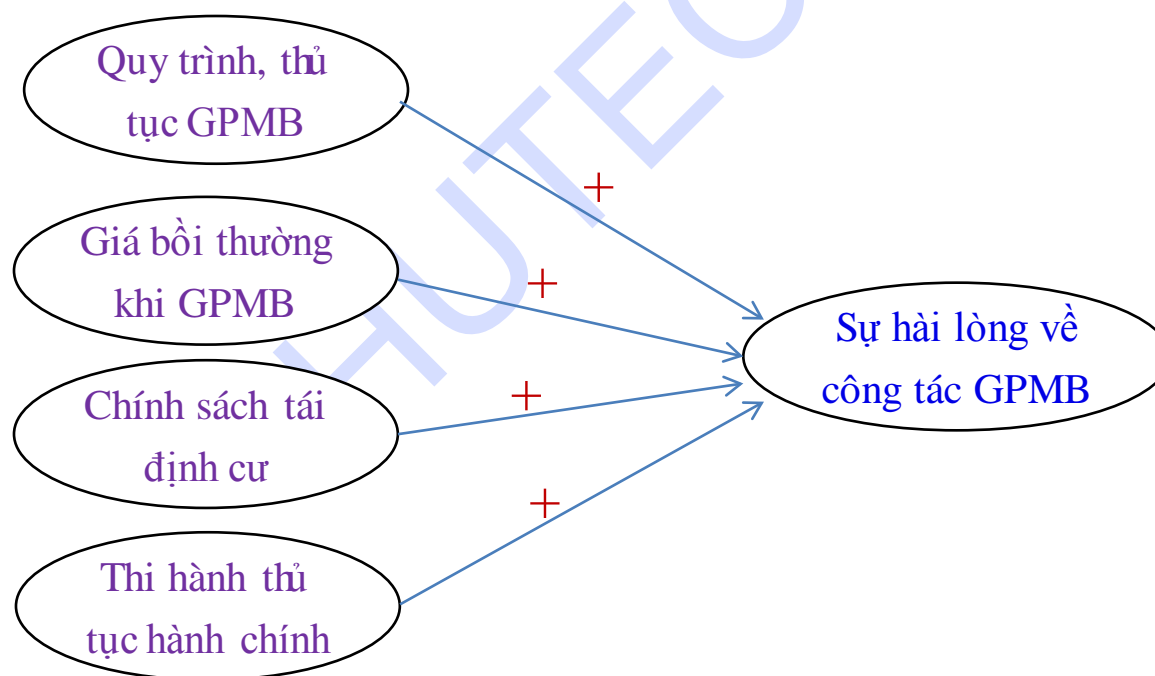 Quy trình, thủ
tục GPMB
+
Giá bồi thường
khi GPMB
+
Chính sách tái
định cư
+
Thi hành thủ
tục hành chính
+
Sự hài lòng về
công tác GPMB
HUTEC